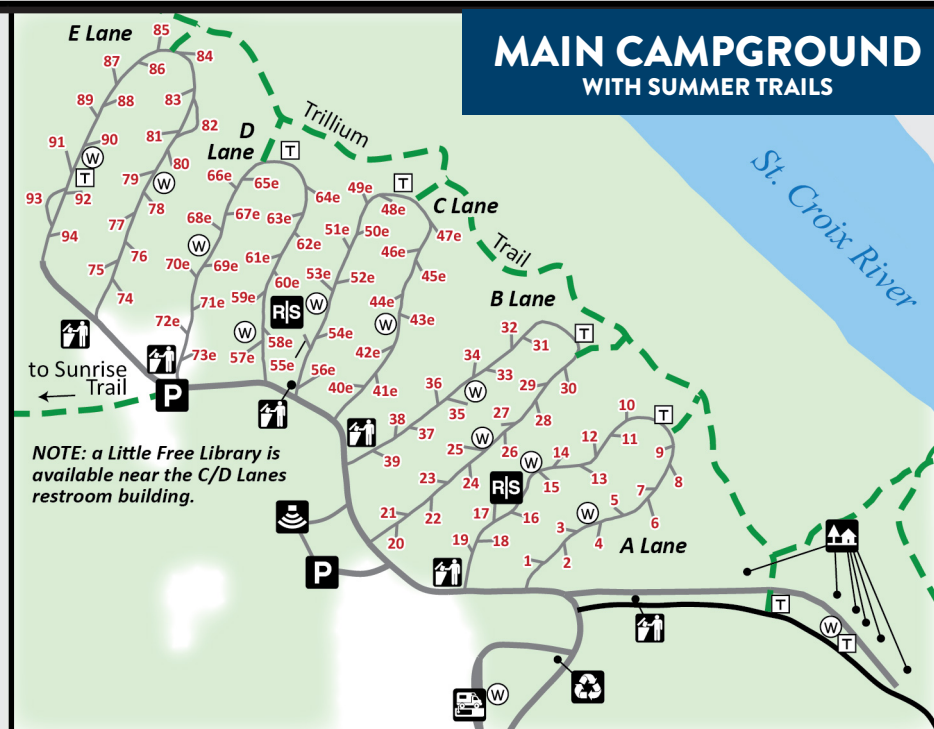 MAIN CAMPGROUND
WITH SUMMER TRAILS
E Lane
85
84
86
87
83
88
89
82
81
90
91
W
T
80
79
W
92
93
78
94
77
76
75
74
D
Lane
T
Trillium
66e
65e
64e
67e
68e
63e
62e
W
61e
70e
69e
60e
71e
59e
R|S
W
72e
W
58e
57e
73e
55e
T
49e
48e
C Lane
47e
51e
50e
46e
53e
52e
45e
44e
43e
W
54e
42e
56e
40e
41e
Trail
St. Croix River
B Lane
32
31
T
34
33
30
29
36
W
35
27
28
38
37
W
25
26
39
23
24
22
21
20
10
T
12
11
9
14
W
13
8
15
7
R|S
5
6
W
17
16
3
4
A Lane
19
18
1
2
to Sunrise
Trail
P
NOTE: a Little Free Library is
available near the C/D Lanes
restroom building.
P
T
W
T
W